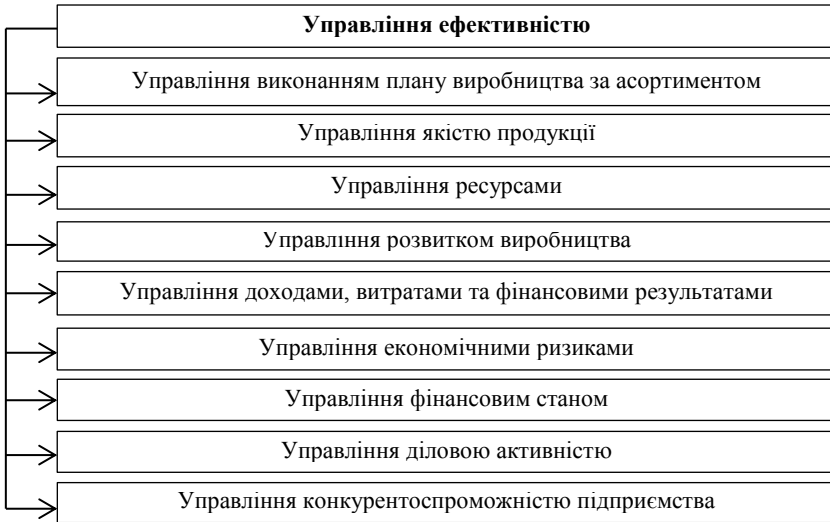 Управління ефективністю
Управління виконанням плану виробництва за асортиментом
Управління якістю продукції
Управління ресурсами
Управління розвитком виробництва
Управління доходами, витратами та фінансовими результатами
Управління економічними ризиками
Управління фінансовим станом
Управління діловою активністю
Управління конкурентоспроможністю підприємства